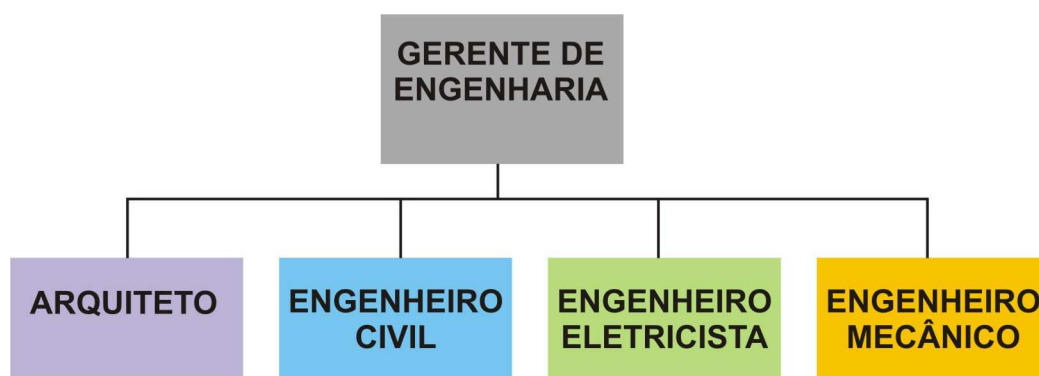 GERENTE DE
ENGENHARIA
ARQUITETO
ENGENHEIRO
CIVIL
ENGENHEIRO
ELETRICISTA
ENGENHEIRO
MECÂNICO